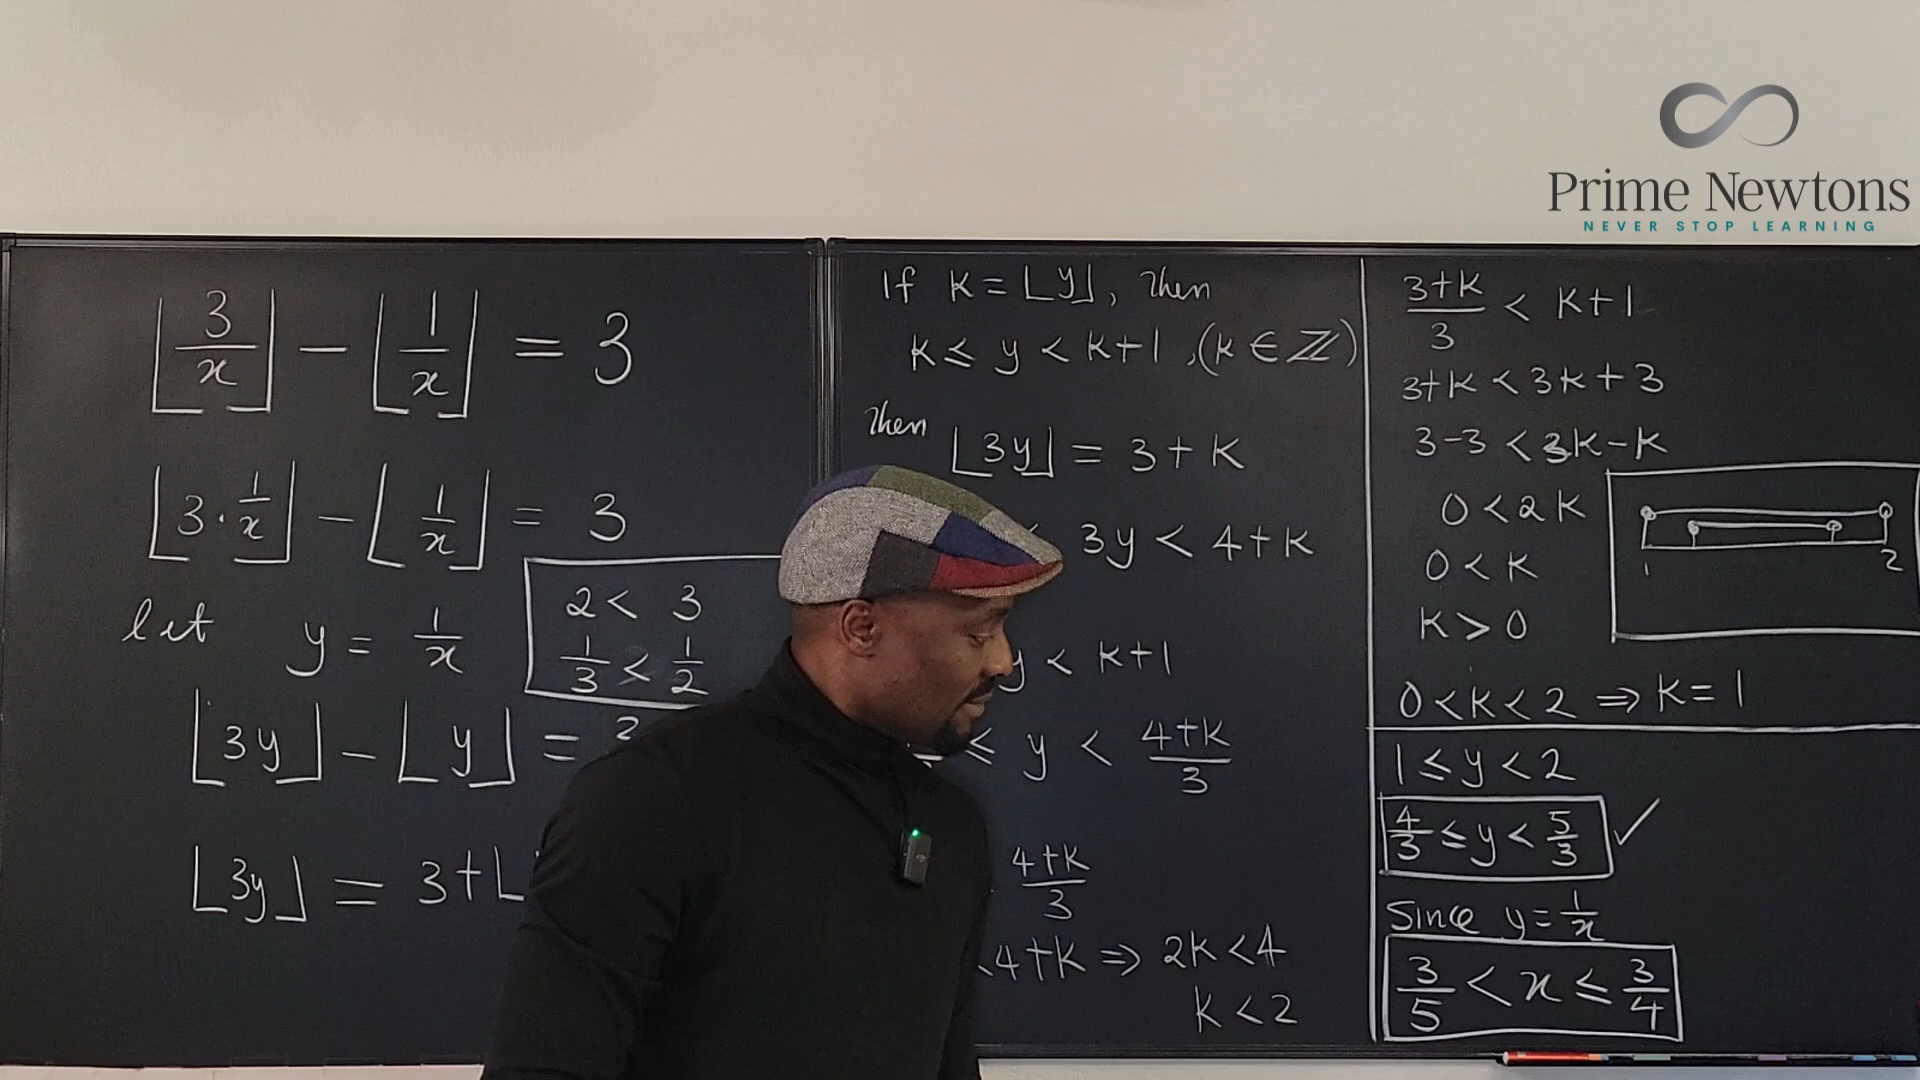 Prime Newtons
NEVER STOP LEARNING
⌊3/x⌋ − ⌊1/x⌋ = 3
⌊3·1/x⌋ − ⌊1/x⌋ = 3
let y = 1/x
2 < 3
1/3 < 1/2
⌊3y⌋ − ⌊y⌋ =
⌊3y⌋ = 3+⌊
If K = ⌊y⌋, Then
K ≤ y < K+1, (K ∈ ℤ)
Then ⌊3y⌋ = 3+K
3y < 4+K
y < K+1
≤ y < 4+K/3
4+K/3
<4+K ⇒ 2K<4
K<2
3+K/3 < K+1
3+K < 3K+3
3-3 < 3K-K
0 < 2K
0 < K
K > 0
1 2
0<K<2 ⇒ K=1
1 ≤ y < 2
4/3 ≤ y < 5/3 ✓
Since y = 1/x
3/5 < x ≤ 3/4